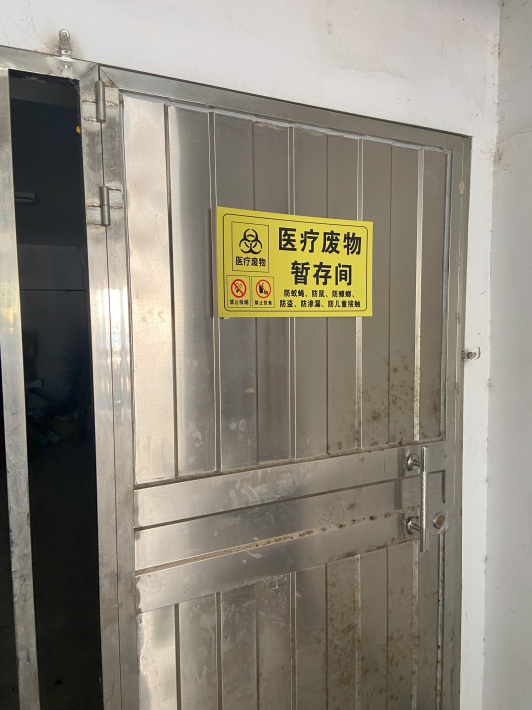 医疗废物
医疗废物
暂存间
禁止吸烟
禁止饮食
防蚊蝇、防鼠、防蟑螂、
防盗、防渗漏、防儿童接触